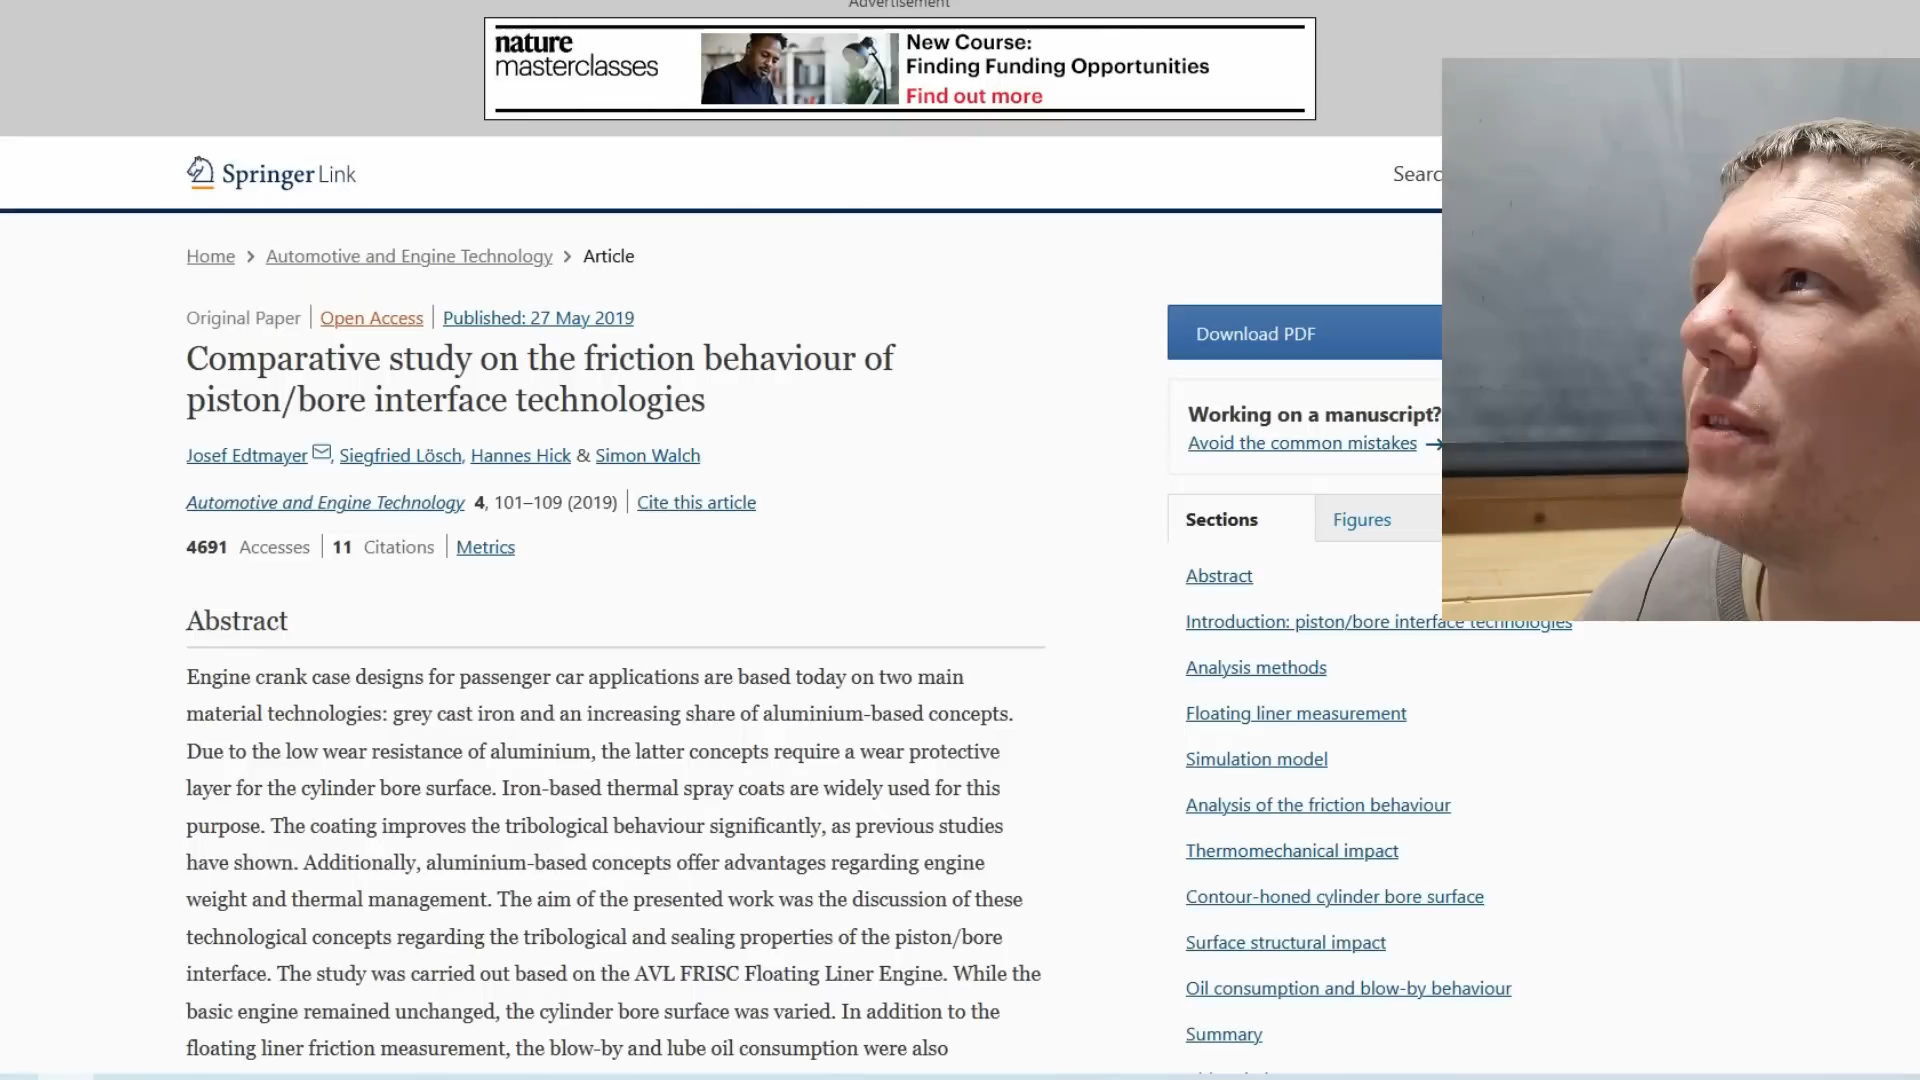 Advertisement
nature
masterclasses
New Course:
Finding Funding Opportunities
Find out more
Springer Link
Home > Automotive and Engine Technology > Article
Original Paper | Open Access | Published: 27 May 2019
Comparative study on the friction behaviour of
piston/bore interface technologies
Josef Edtmayer, Siegfried Lösch, Hannes Hick & Simon Walch
Automotive and Engine Technology 4, 101–109 (2019) | Cite this article
4691 Accesses | 11 Citations | Metrics
Abstract
Engine crank case designs for passenger car applications are based today on two main
material technologies: grey cast iron and an increasing share of aluminium-based concepts.
Due to the low wear resistance of aluminium, the latter concepts require a wear protective
layer for the cylinder bore surface. Iron-based thermal spray coats are widely used for this
purpose. The coating improves the tribological behaviour significantly, as previous studies
have shown. Additionally, aluminium-based concepts offer advantages regarding engine
weight and thermal management. The aim of the presented work was the discussion of these
technological concepts regarding the tribological and sealing properties of the piston/bore
interface. The study was carried out based on the AVL FRISC Floating Liner Engine. While the
basic engine remained unchanged, the cylinder bore surface was varied. In addition to the
floating liner friction measurement, the blow-by and lube oil consumption were also
Searc
Download PDF
Working on a manuscript?
Avoid the common mistakes →
Sections
Figures
Abstract
Introduction: piston/bore interface technologies
Analysis methods
Floating liner measurement
Simulation model
Analysis of the friction behaviour
Thermomechanical impact
Contour-honed cylinder bore surface
Surface structural impact
Oil consumption and blow-by behaviour
Summary